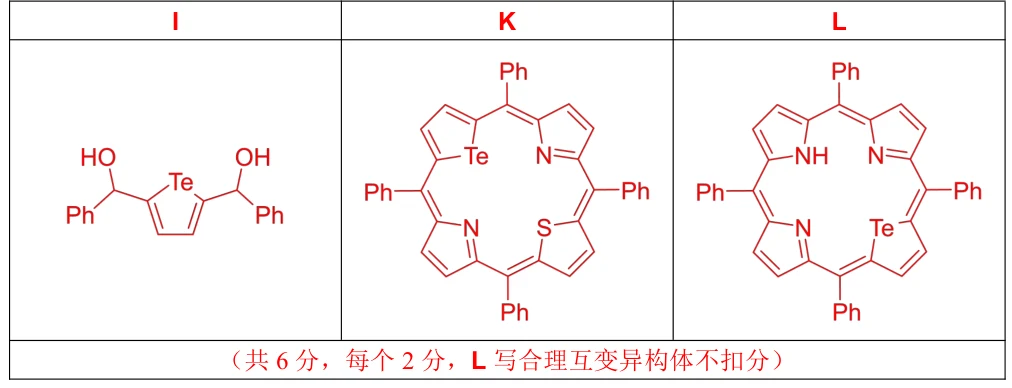 I K L
HO OH
Te
Ph Ph
Ph
Te N
Ph Ph
N S
Ph
Ph
NH N
Ph Ph
N Te
Ph
(共 6 分，每个 2 分，L 写合理互变异构体不扣分)